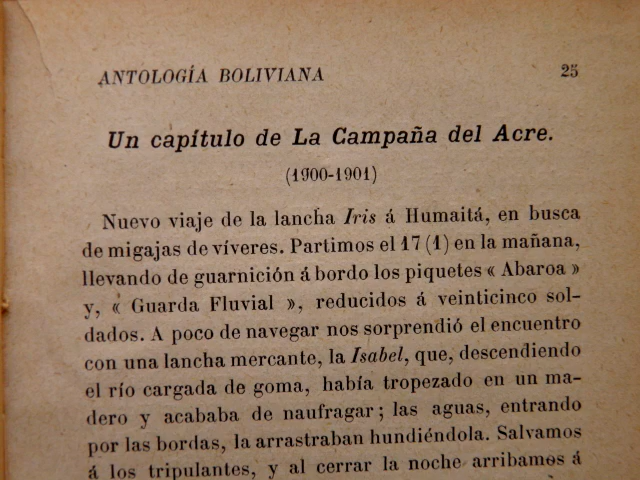 ANTOLOGÍA BOLIVIANA 25
Un capítulo de La Campaña del Acre.
(1900-1901)
Nuevo viaje de la lancha Iris á Humaitá, en busca
de migajas de víveres. Partimos el 17 (1) en la mañana,
llevando de guarnición á bordo los piquetes « Abaroa »
y, « Guarda Fluvial », reducidos á veinticinco sol-
dados. A poco de navegar nos sorprendió el encuentro
con una lancha mercante, la Isabel, que, descendiendo
el río cargada de goma, había tropezado en un ma-
dero y acababa de naufragar; las aguas, entrando
por las bordas, la arrastraban hundiéndola. Salvamos
á los tripulantes, y al cerrar la noche arribamos á